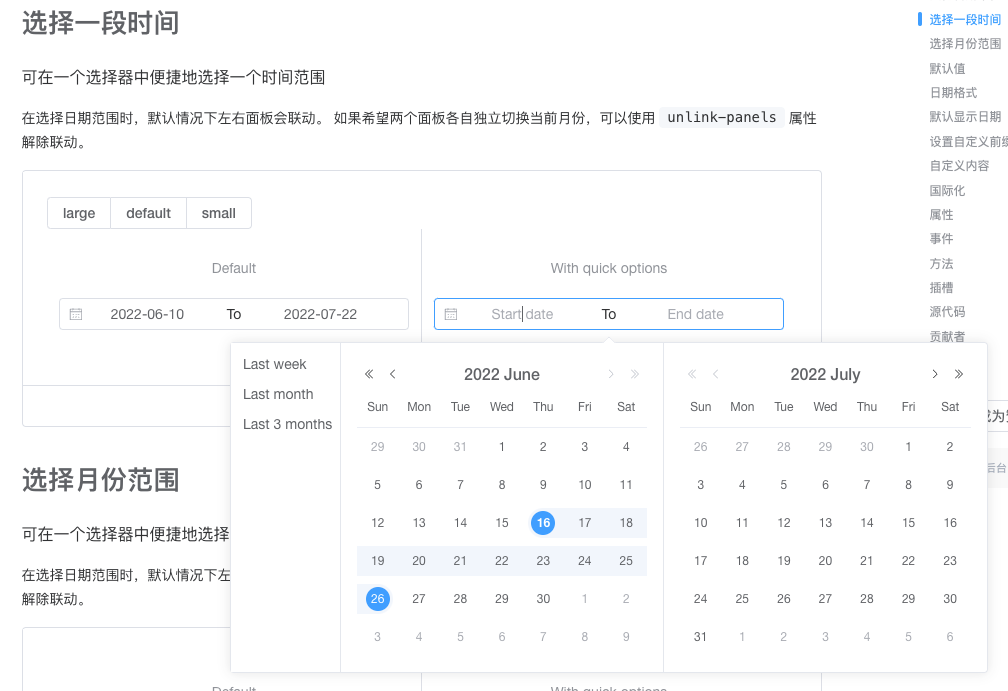 选择一段时间
可在一个选择器中便捷地选择一个时间范围
在选择日期范围时，默认情况下左右面板会联动。 如果希望两个面板各自独立切换当前月份，可以使用 unlink-panels 属性
解除联动。
large default small
Default
With quick options
2022-06-10 To 2022-07-22
Start date To End date
Last week
Last month
Last 3 months
2022 June
Sun Mon Tue Wed Thu Fri Sat
29 30 31 1 2 3 4
5 6 7 8 9 10 11
12 13 14 15 16 17 18
19 20 21 22 23 24 25
26 27 28 29 30 1 2
3 4 5 6 7 8 9
2022 July
Sun Mon Tue Wed Thu Fri Sat
26 27 28 29 30 1 2
3 4 5 6 7 8 9
10 11 12 13 14 15 16
17 18 19 20 21 22 23
24 25 26 27 28 29 30
31 1 2 3 4 5 6
选择月份范围
可在一个选择器中便捷地选择
在选择日期范围时，默认情况下左
解除联动。
Default
With quick options
选择一段时间
选择月份范围
默认值
日期格式
默认显示日期
设置自定义前缀
自定义内容
国际化
属性
事件
方法
插槽
源代码
贡献者
后台